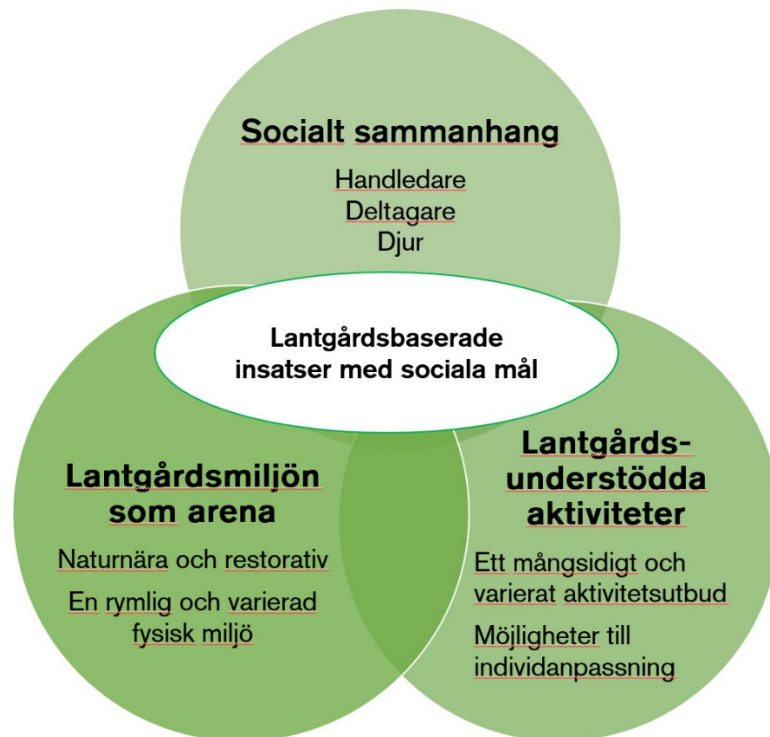 Socialt sammanhang
Handledare
Deltagare
Djur
Lantgårdsbaserade
insatser med sociala mål
Lantgårdsmiljön
som arena
Naturnära och restorativ
En rymlig och varierad
fysisk miljö
Lantgårds-
understödda
aktiviteter
Ett mångsidigt och
varierat aktivitetsutbud
Möjligheter till
individanpassning